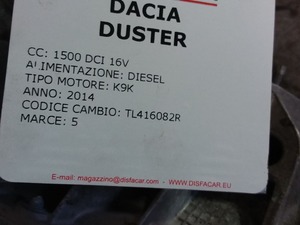 DACIA
DUSTER
CC: 1500 DCI 16V
ALIMENTAZIONE: DIESEL
TIPO MOTORE: K9K
ANNO: 2014
CODICE CAMBIO: TL416082R
MARCE: 5
E-mail: magazzino@disfacar.com - WWW.DISFACAR.EU